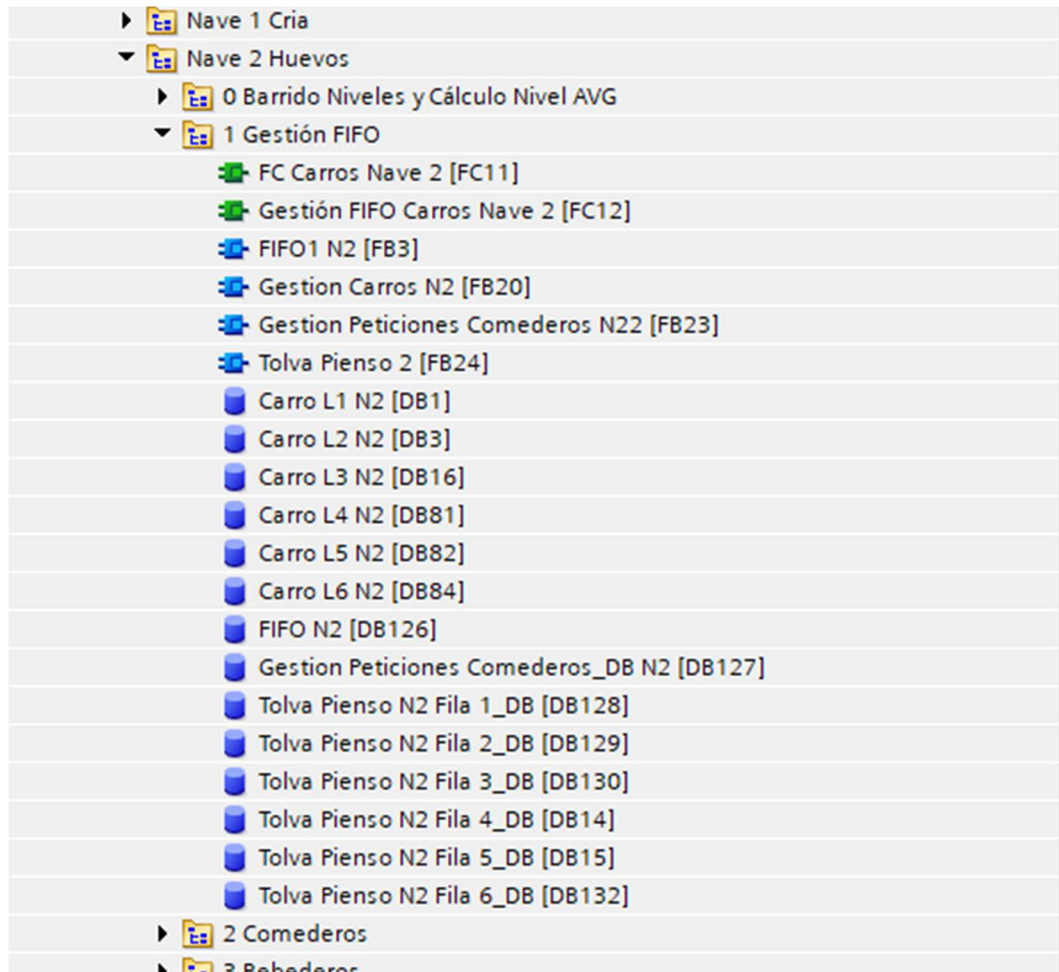 Nave 1 Cria
Nave 2 Huevos
0 Barrido Niveles y Cálculo Nivel AVG
1 Gestión FIFO
FC Carros Nave 2 [FC11]
Gestión FIFO Carros Nave 2 [FC12]
FIFO1 N2 [FB3]
Gestion Carros N2 [FB20]
Gestion Peticiones Comederos N22 [FB23]
Tolva Pienso 2 [FB24]
Carro L1 N2 [DB1]
Carro L2 N2 [DB3]
Carro L3 N2 [DB16]
Carro L4 N2 [DB81]
Carro L5 N2 [DB82]
Carro L6 N2 [DB84]
FIFO N2 [DB126]
Gestion Peticiones Comederos_DB N2 [DB127]
Tolva Pienso N2 Fila 1_DB [DB128]
Tolva Pienso N2 Fila 2_DB [DB129]
Tolva Pienso N2 Fila 3_DB [DB130]
Tolva Pienso N2 Fila 4_DB [DB14]
Tolva Pienso N2 Fila 5_DB [DB15]
Tolva Pienso N2 Fila 6_DB [DB132]
2 Comederos
3 Bebederos